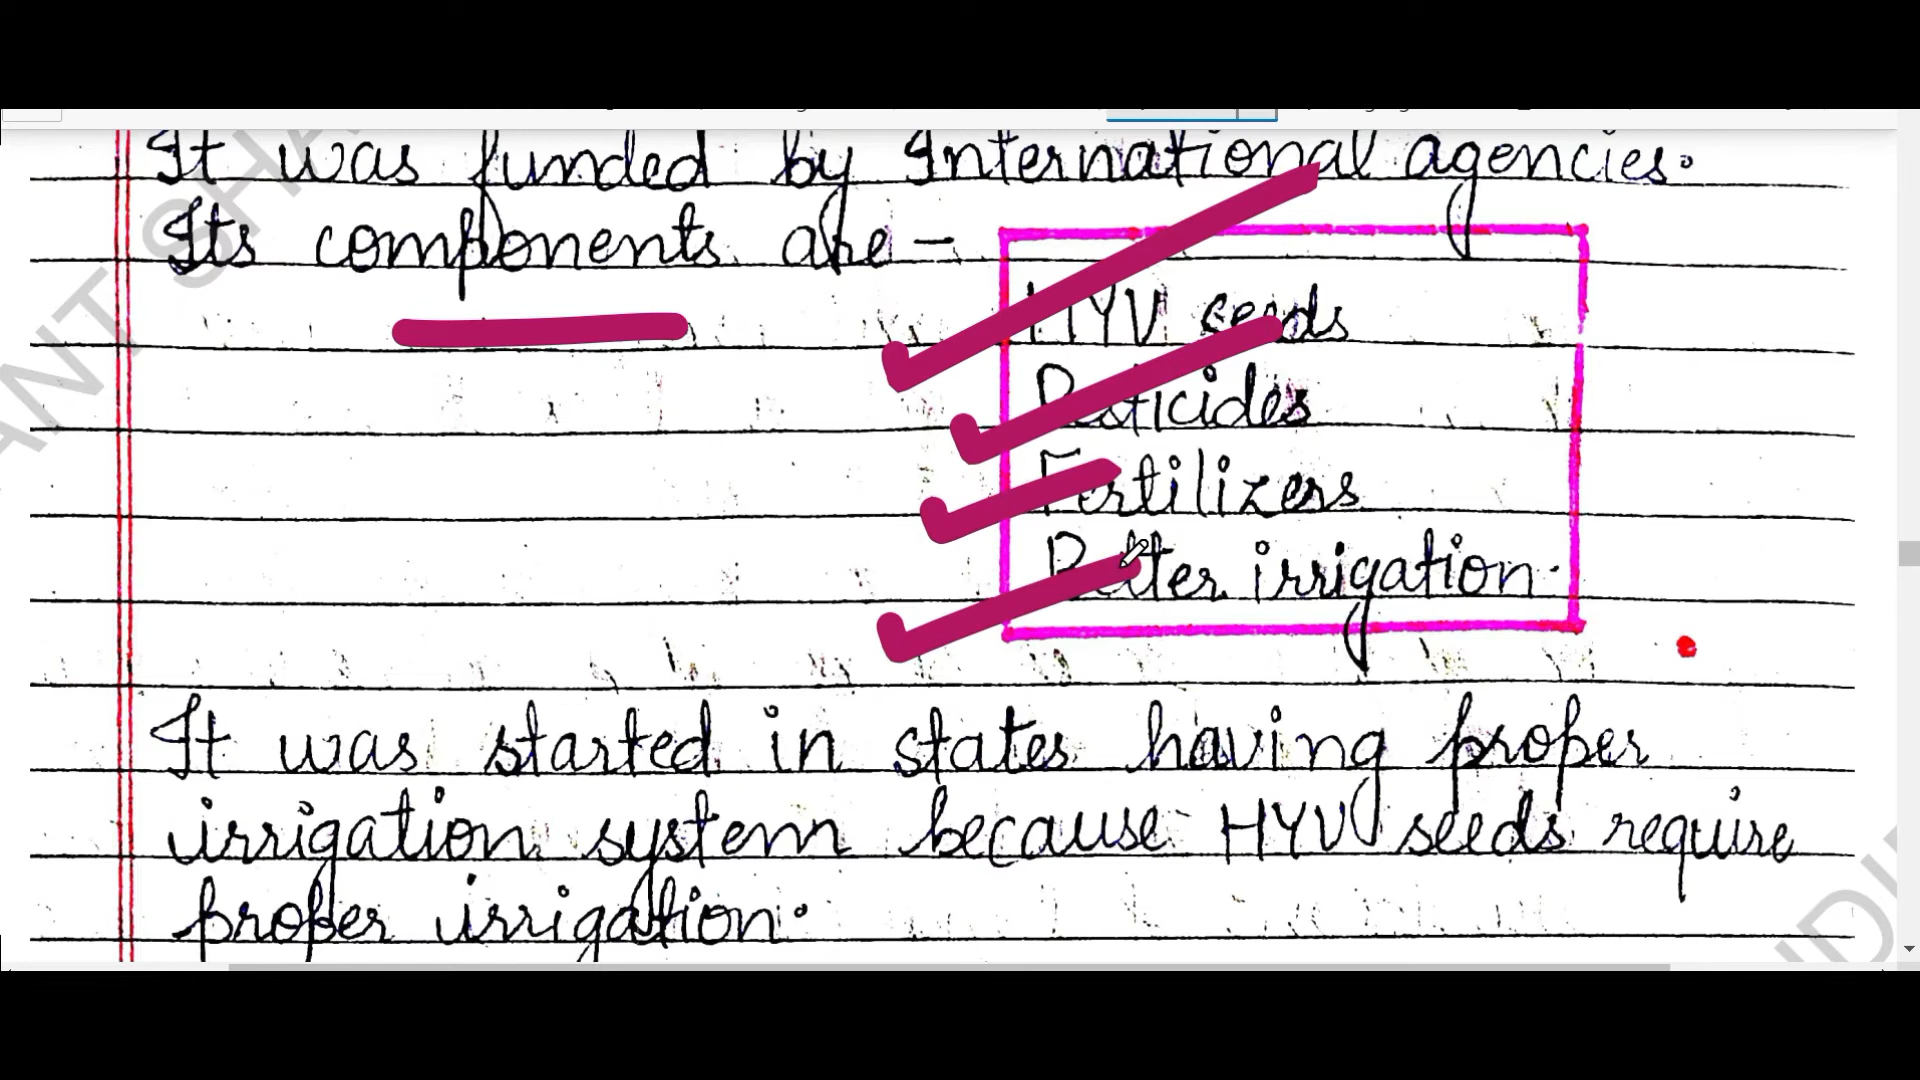 It was funded by International agencies.
Its components are -
HYV seeds
Pesticides
Fertilizers
Better irrigation.
It was started in states having proper
irrigation system because HYV seeds require
proper irrigation.